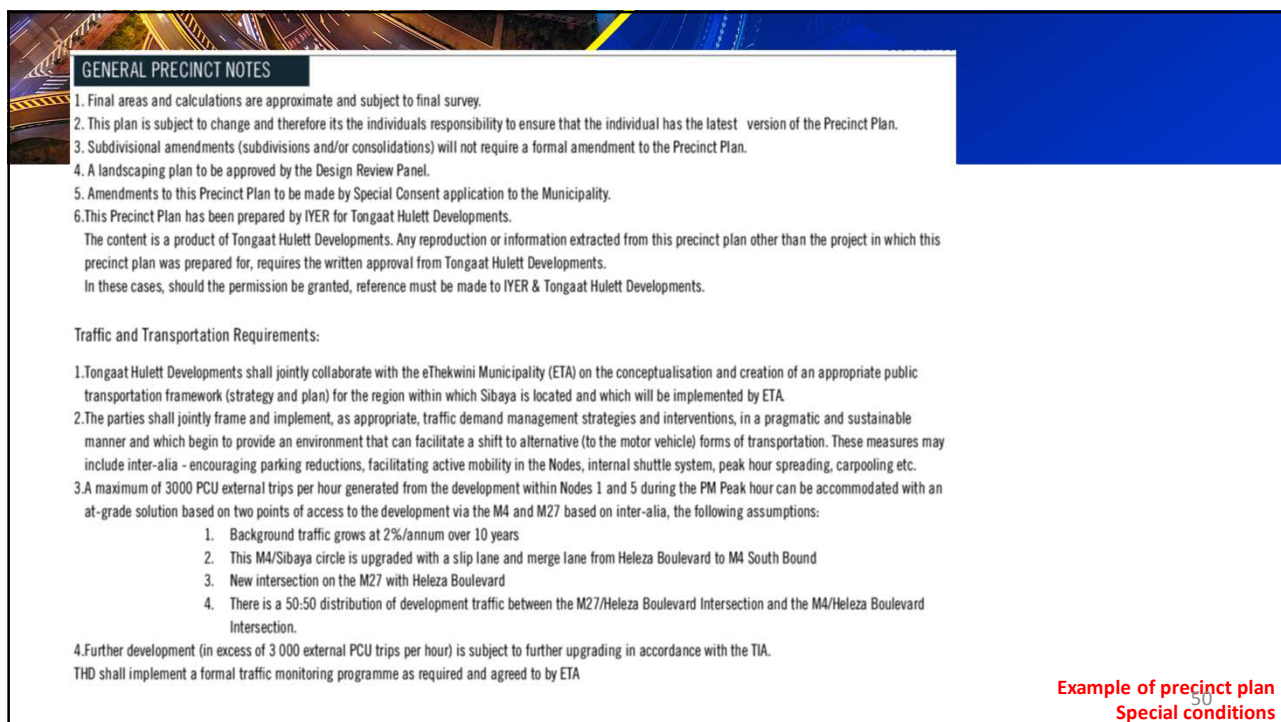 GENERAL PRECINCT NOTES
1. Final areas and calculations are approximate and subject to final survey.
2. This plan is subject to change and therefore its the individuals responsibility to ensure that the individual has the latest version of the Precinct Plan.
3. Subdivisional amendments (subdivisions and/or consolidations) will not require a formal amendment to the Precinct Plan.
4. A landscaping plan to be approved by the Design Review Panel.
5. Amendments to this Precinct Plan to be made by Special Consent application to the Municipality.
6.This Precinct Plan has been prepared by IYER for Tongaat Hulett Developments.
The content is a product of Tongaat Hulett Developments. Any reproduction or information extracted from this precinct plan other than the project in which this
precinct plan was prepared for, requires the written approval from Tongaat Hulett Developments.
In these cases, should the permission be granted, reference must be made to IYER & Tongaat Hulett Developments.
Traffic and Transportation Requirements:
1.Tongaat Hulett Developments shall jointly collaborate with the eThekwini Municipality (ETA) on the conceptualisation and creation of an appropriate public
transportation framework (strategy and plan) for the region within which Sibaya is located and which will be implemented by ETA.
2.The parties shall jointly frame and implement, as appropriate, traffic demand management strategies and interventions, in a pragmatic and sustainable
manner and which begin to provide an environment that can facilitate a shift to alternative (to the motor vehicle) forms of transportation. These measures may
include inter-alia - encouraging parking reductions, facilitating active mobility in the Nodes, internal shuttle system, peak hour spreading, carpooling etc.
3.A maximum of 3000 PCU external trips per hour generated from the development within Nodes 1 and 5 during the PM Peak hour can be accommodated with an
at-grade solution based on two points of access to the development via the M4 and M27 based on inter-alia, the following assumptions:
1. Background traffic grows at 2%/annum over 10 years
2. This M4/Sibaya circle is upgraded with a slip lane and merge lane from Heleza Boulevard to M4 South Bound
3. New intersection on the M27 with Heleza Boulevard
4. There is a 50:50 distribution of development traffic between the M27/Heleza Boulevard Intersection and the M4/Heleza Boulevard
Intersection.
4.Further development (in excess of 3 000 external PCU trips per hour) is subject to further upgrading in accordance with the TIA.
THD shall implement a formal traffic monitoring programme as required and agreed to by ETA
Example of precinct plan
50
Special conditions